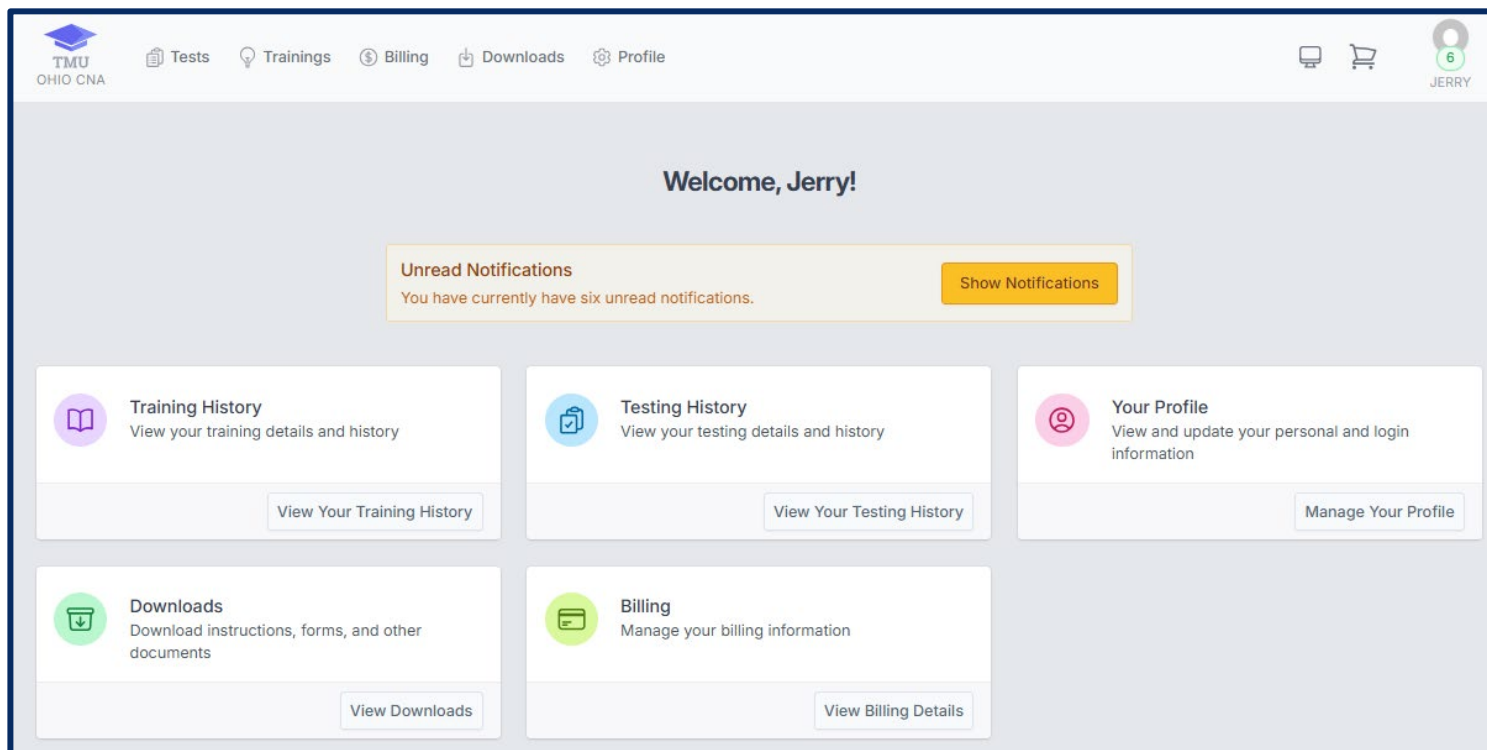 TMU
OHIO CNA
Tests
Trainings
Billing
Downloads
Profile
6
JERRY
Welcome, Jerry!
Unread Notifications
You have currently have six unread notifications.
Show Notifications
Training History
View your training details and history
View Your Training History
Testing History
View your testing details and history
View Your Testing History
Your Profile
View and update your personal and login
information
Manage Your Profile
Downloads
Download instructions, forms, and other
documents
View Downloads
Billing
Manage your billing information
View Billing Details